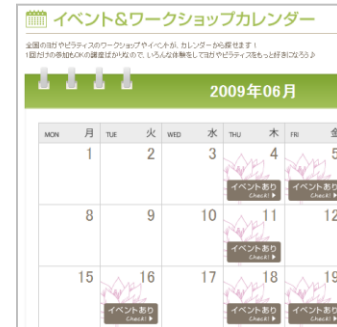 イベント&ワークショップカレンダー
全国のヨガやピラティスのワークショップやイベントが、カレンダーから探せます!
1回だけの参加もOKの講座ばかりなので、いろんな体験をしてヨガやピラティスをもっと好きになろう♪
2009年06月
MON 月 TUE 火 WED 水 THU 木 FRI 金
1 2 3 4 5
イベントあり Check! イベントあり Check!
8 9 10 11 12
イベントあり Check!
15 16 17 18 19
イベントあり Check! イベントあり Check! イベントあり Check!